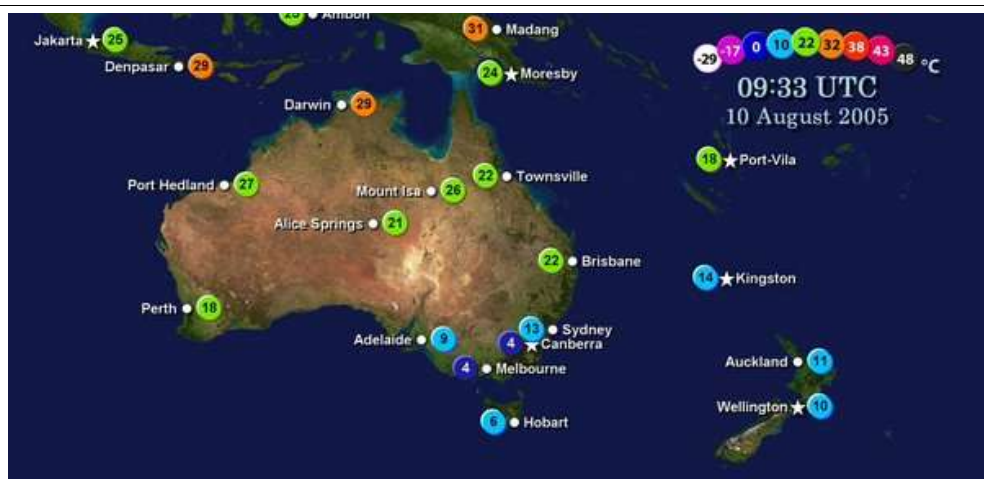 25 Ambon
Jakarta 25
31 Madang
-29 -17 0 10 22 32 38 43 48 °C
Denpasar 29
24 Moresby
09:33 UTC
Darwin 29
10 August 2005
18 Port-Vila
Port Hedland 27
22 Townsville
Mount Isa 26
Alice Springs 21
22 Brisbane
14 Kingston
Perth 18
13 Sydney
Adelaide 9
4 Canberra
Auckland 11
4 Melbourne
Wellington 10
6 Hobart